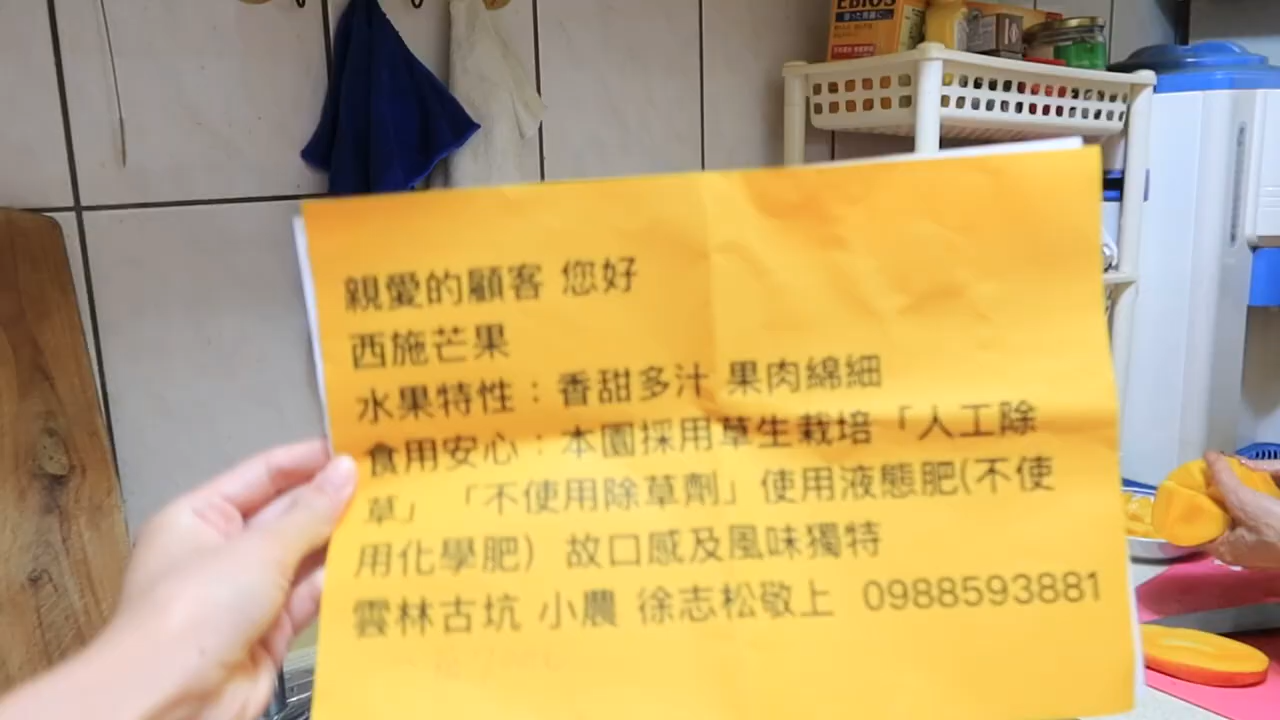 EBIOS
親愛的顧客 您好
西施芒果
水果特性：香甜多汁 果肉綿細
食用安心：本園採用草生栽培「人工除
草」「不使用除草劑」使用液態肥(不使
用化學肥) 故口感及風味獨特
雲林古坑 小農 徐志松敬上 0988593881